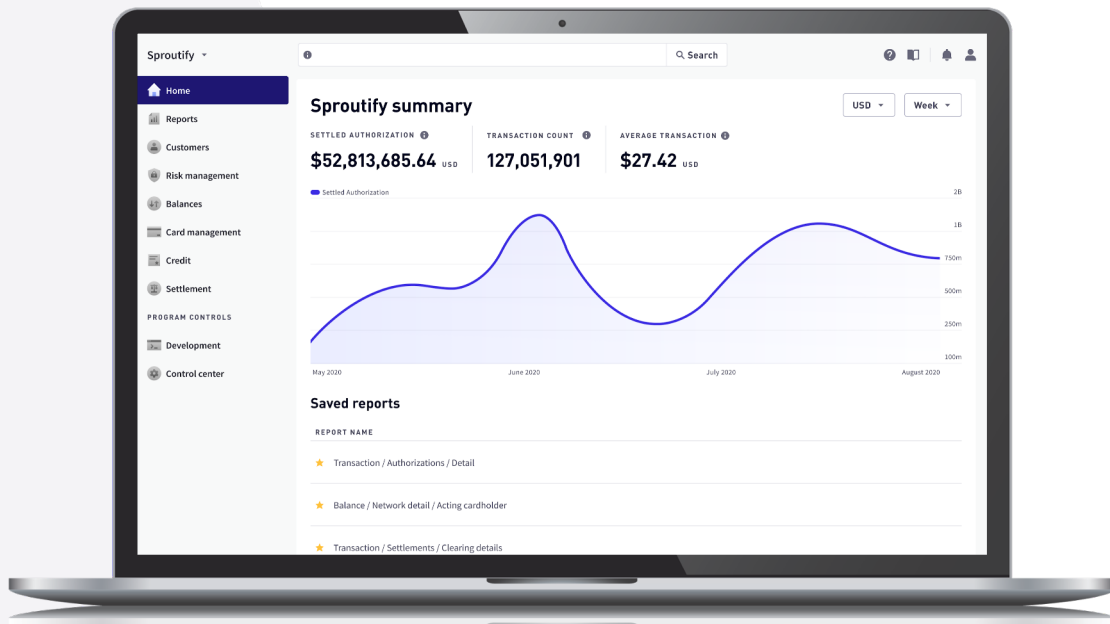 Sproutify
Search
Home
Reports
Customers
Risk management
Balances
Card management
Credit
Settlement
PROGRAM CONTROLS
Development
Control center
Sproutify summary
USD
Week
SETTLED AUTHORIZATION
TRANSACTION COUNT
AVERAGE TRANSACTION
$52,813,685.64 USD
127,051,901
$27.42 USD
Settled Authorization
2B
1B
750m
500m
250m
100m
May 2020
June 2020
July 2020
August 2020
Saved reports
REPORT NAME
Transaction / Authorizations / Detail
Balance / Network detail / Acting cardholder
Transaction / Settlements / Clearing details